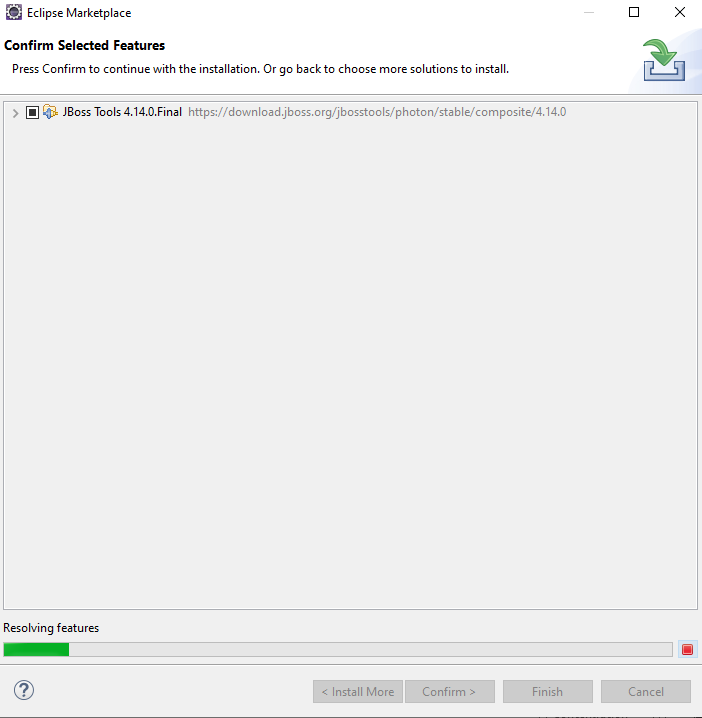 Eclipse Marketplace
Confirm Selected Features
Press Confirm to continue with the installation. Or go back to choose more solutions to install.
JBoss Tools 4.14.0.Final https://download.jboss.org/jbosstools/photon/stable/composite/4.14.0
Resolving features
< Install More Confirm > Finish Cancel